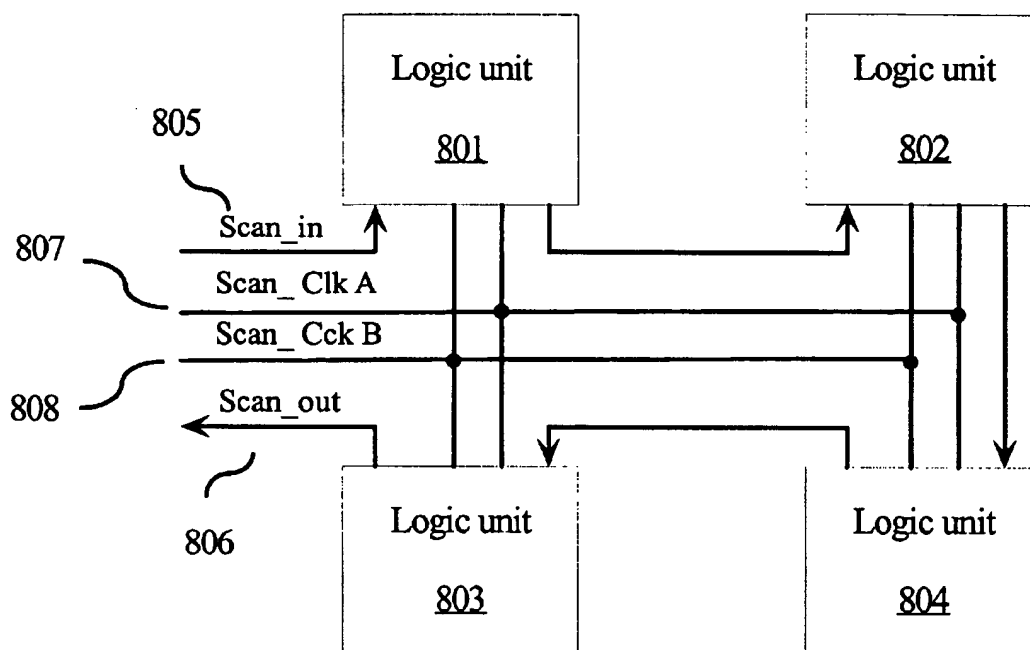 Logic unit
801
Logic unit
802
805
Scan_in
807
Scan_ Clk A
Scan_ Cck B
808
Scan_out
806
Logic unit
803
Logic unit
804